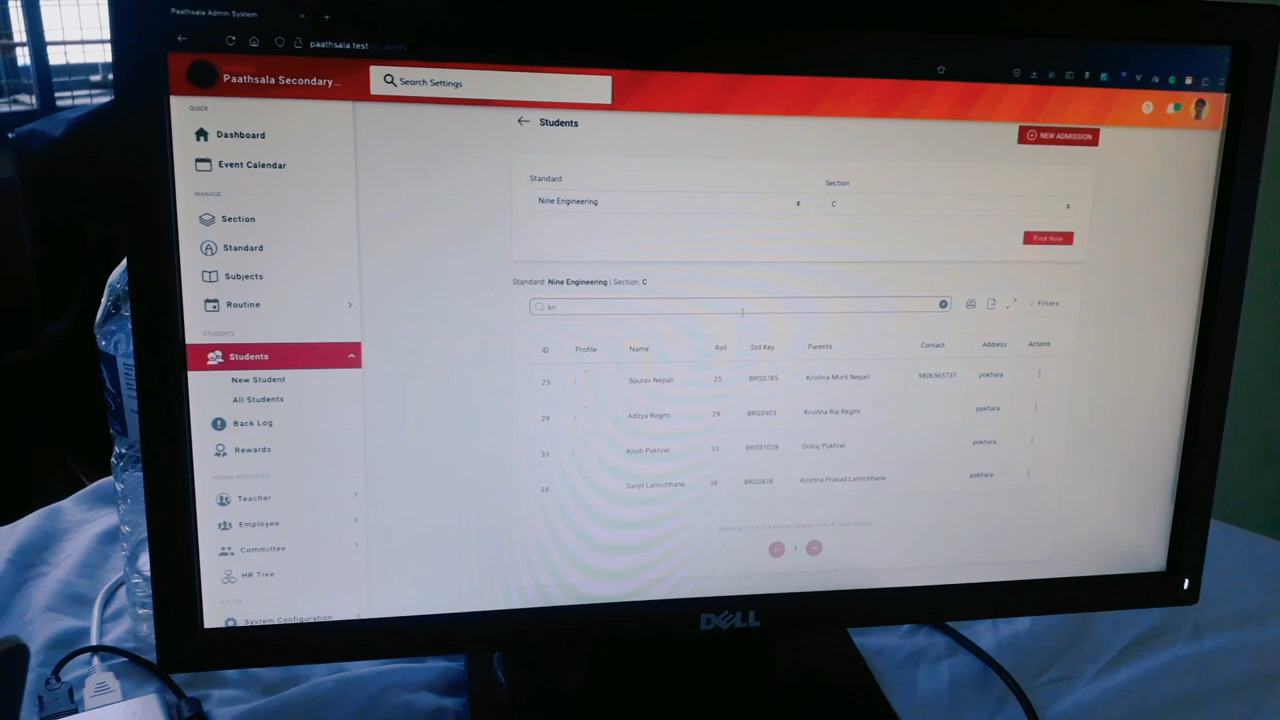 Paathsala Admin System
paathsala.test/students
Paathsala Secondary...
Search Settings
QUICK
Dashboard
Event Calendar
MANAGE
Section
Standard
Subjects
Routine
STUDENTS
Students
New Student
All Students
Back Log
Rewards
HUMAN RESOURCES
Teacher
Employee
Committee
HR Tree
System Configuration
Students
NEW ADMISSION
Standard
Section
Nine Engineering
C
Find Now
Standard: Nine Engineering | Section: C
kri
Filters
ID Profile Name Roll Std Key Parents Contact Address Actions
25 Sourav Nepali 25 BRSS785 Krishna Murti Nepali 9806565737 pokhara
29 Aditya Regmi 29 BRSS903 Krishna Raj Regmi pokhara
33 Krish Pokhrel 33 BRSS1028 Dolraj Pokhrel pokhara
38 Sanjit Lamichhane 38 BRSS838 Krishna Prasad Lamichhane pokhara
1
DELL